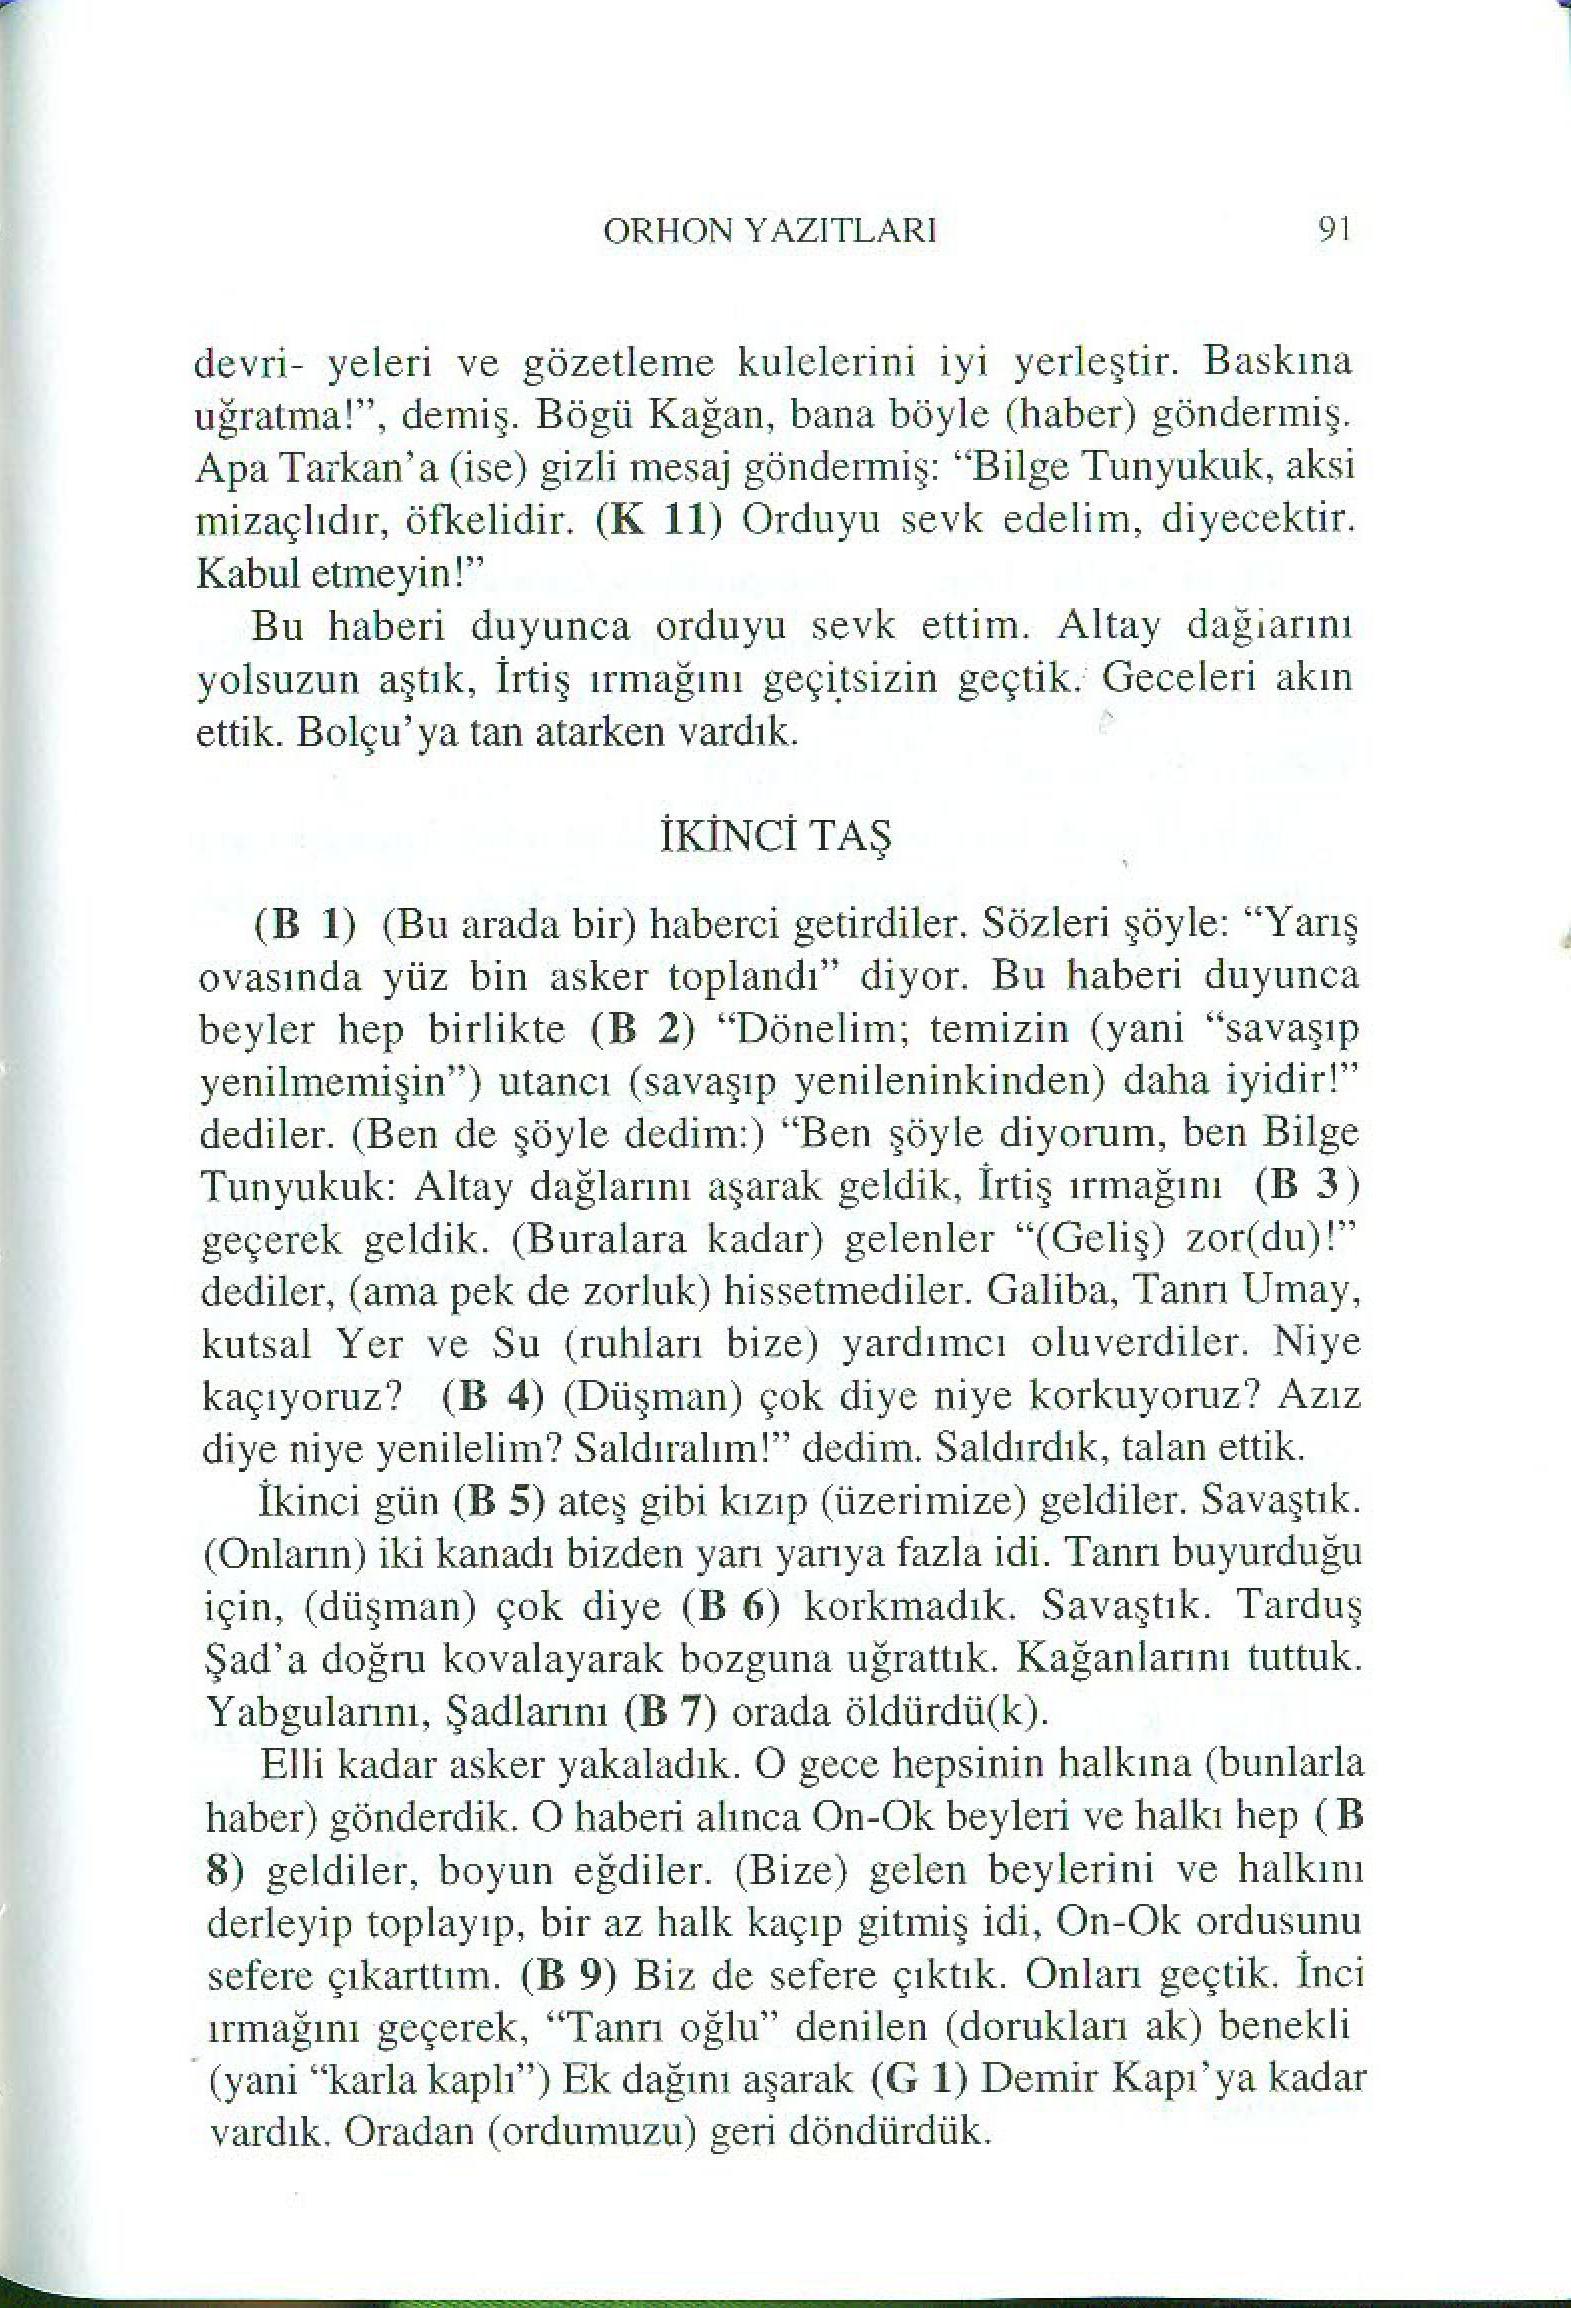 ORHON YAZITLARI 91
devri- yeleri ve gözetleme kulelerini iyi yerleştir. Baskına
uğratma!”, demiş. Bögü Kağan, bana böyle (haber) göndermiş.
Apa Tarkan’a (ise) gizli mesaj göndermiş: “Bilge Tunyukuk, aksi
mizaçlıdır, öfkelidir. (K 11) Orduyu sevk edelim, diyecektir.
Kabul etmeyin!”
Bu haberi duyunca orduyu sevk ettim. Altay dağlarını
yolsuzun aştık, İrtiş ırmağını geçitsizin geçtik. Geceleri akın
ettik. Bolçu’ya tan atarken vardık.
İKİNCİ TAŞ
(B 1) (Bu arada bir) haberci getirdiler. Sözleri şöyle: “Yarış
ovasında yüz bin asker toplandı” diyor. Bu haberi duyunca
beyler hep birlikte (B 2) “Dönelim; temizin (yani “savaşıp
yenilmemişin”) utancı (savaşıp yenileninkinden) daha iyidir!”
dediler. (Ben de şöyle dedim:) “Ben şöyle diyorum, ben Bilge
Tunyukuk: Altay dağlarını aşarak geldik, İrtiş ırmağını (B 3)
geçerek geldik. (Buralara kadar) gelenler “(Geliş) zor(du)!”
dediler, (ama pek de zorluk) hissetmediler. Galiba, Tanrı Umay,
kutsal Yer ve Su (ruhları bize) yardımcı oluverdiler. Niye
kaçıyoruz? (B 4) (Düşman) çok diye niye korkuyoruz? Azız
diye niye yenilelim? Saldıralım!” dedim. Saldırdık, talan ettik.
İkinci gün (B 5) ateş gibi kızıp (üzerimize) geldiler. Savaştık.
(Onların) iki kanadı bizden yarı yarıya fazla idi. Tanrı buyurduğu
için, (düşman) çok diye (B 6) korkmadık. Savaştık. Tarduş
Şad’a doğru kovalayarak bozguna uğrattık. Kağanlarını tuttuk.
Yabgularını, Şadlarını (B 7) orada öldürdü(k).
Elli kadar asker yakaladık. O gece hepsinin halkına (bunlarla
haber) gönderdik. O haberi alınca On-Ok beyleri ve halkı hep (B
8) geldiler, boyun eğdiler. (Bize) gelen beylerini ve halkını
derleyip toplayıp, bir az halk kaçıp gitmiş idi, On-Ok ordusunu
sefere çıkarttım. (B 9) Biz de sefere çıktık. Onları geçtik. İnci
ırmağını geçerek, “Tanrı oğlu” denilen (dorukları ak) benekli
(yani “karla kaplı”) Ek dağını aşarak (G 1) Demir Kapı’ya kadar
vardık. Oradan (ordumuzu) geri döndürdük.